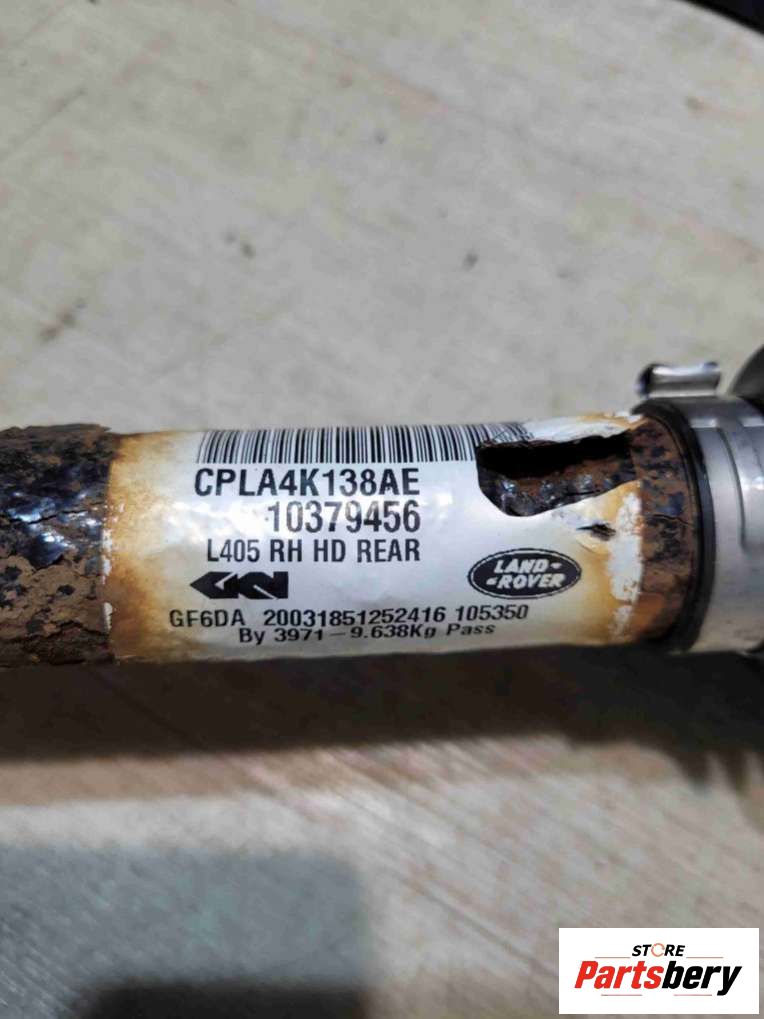 CPLA4K138AE
10379456
L405 RH HD REAR
GKN
LAND-
-ROVER
GF6DA 20031851252416 105350
By 3971-9.638Kg Pass
STORE
Partsbery